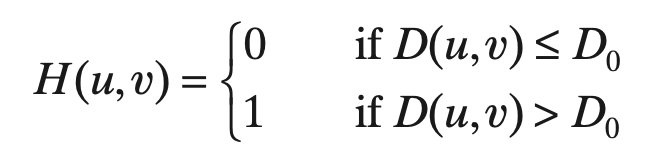 H(u, v) = { 0 if D(u, v) ≤ D₀
1 if D(u, v) > D₀